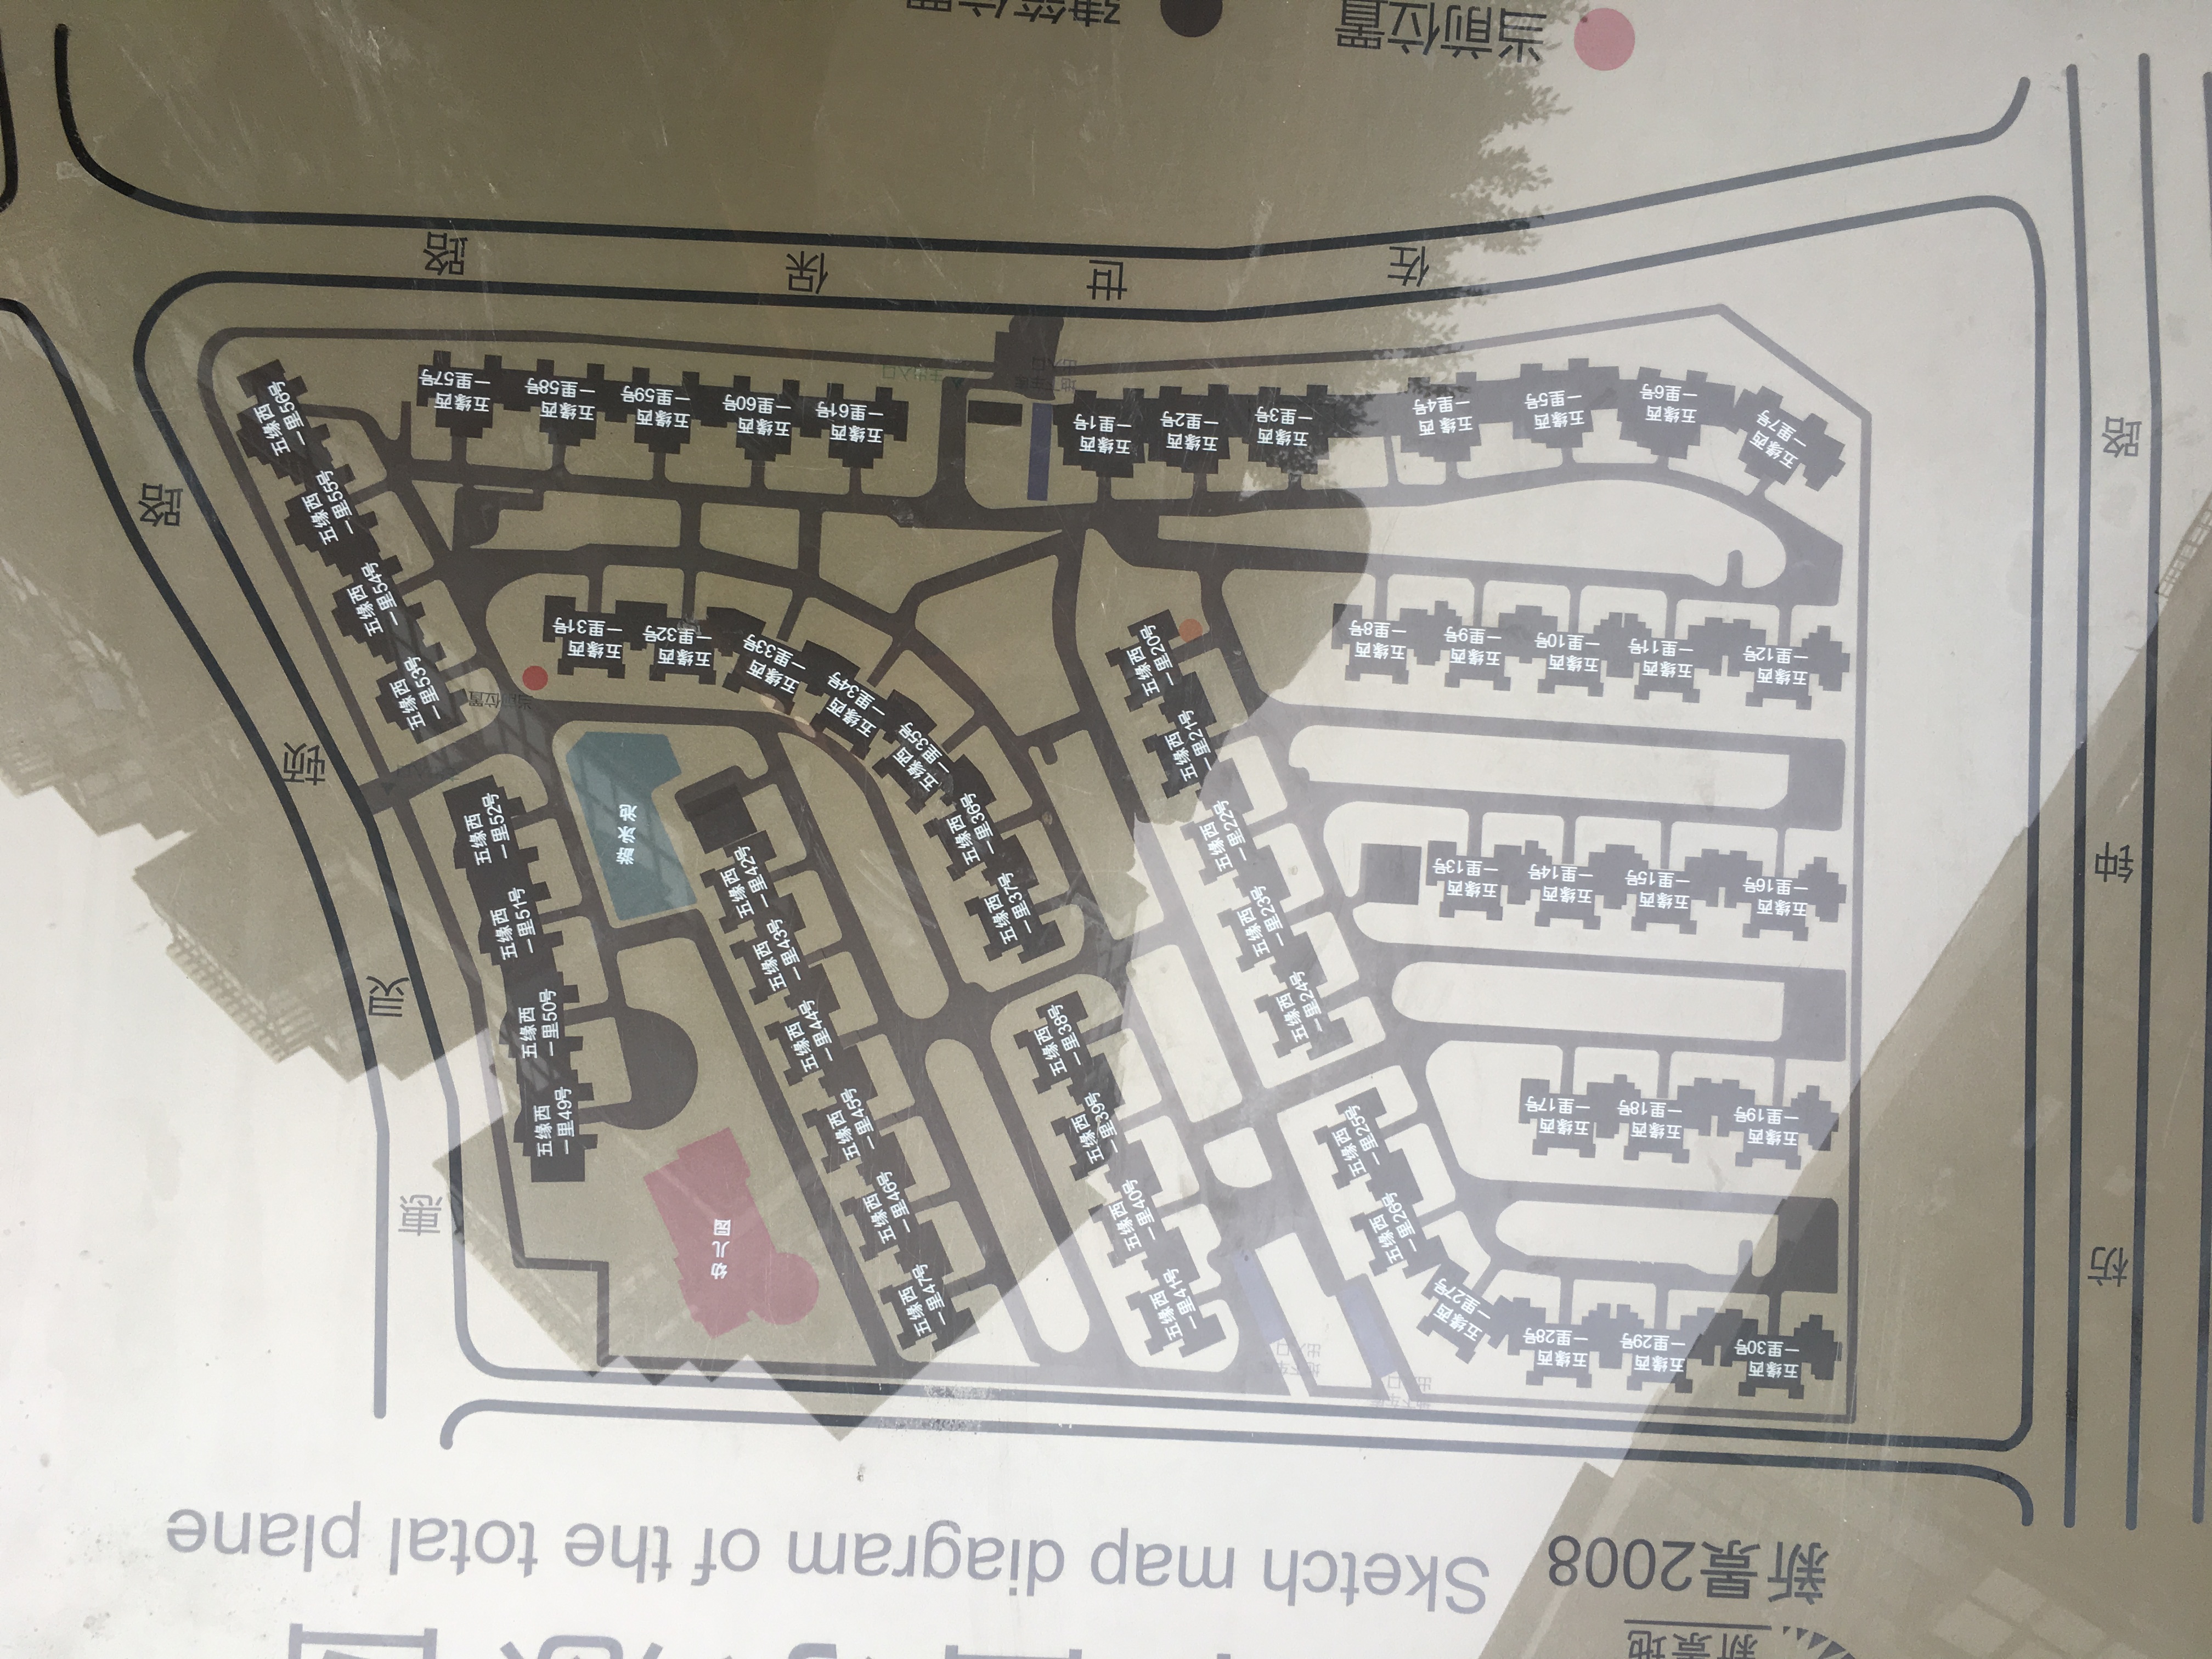 新景地
新景2008
Sketch map diagram of the total plane
五缘西
一里30号
五缘西
一里29号
五缘西
一里28号
五缘西
一里27号
五缘西
一里26号
五缘西
一里25号
五缘西
一里41号
五缘西
一里40号
五缘西
一里39号
五缘西
一里38号
五缘西
一里47号
五缘西
一里46号
五缘西
一里45号
五缘西
一里44号
五缘西
一里43号
五缘西
一里42号
幼儿园
五缘西
一里49号
五缘西
一里50号
五缘西
一里51号
五缘西
一里52号
五缘西
一里19号
五缘西
一里18号
五缘西
一里17号
五缘西
一里24号
五缘西
一里23号
五缘西
一里22号
五缘西
一里21号
五缘西
一里20号
五缘西
一里37号
五缘西
一里36号
五缘西
一里35号
五缘西
一里34号
五缘西
一里33号
五缘西
一里32号
五缘西
一里31号
游泳池
当前位置
五缘西
一里16号
五缘西
一里15号
五缘西
一里14号
五缘西
一里13号
五缘西
一里12号
五缘西
一里11号
五缘西
一里10号
五缘西
一里9号
五缘西
一里8号
五缘西
一里53号
五缘西
一里54号
五缘西
一里55号
五缘西
一里56号
五缘西
一里7号
五缘西
一里6号
五缘西
一里5号
五缘西
一里4号
五缘西
一里3号
五缘西
一里2号
五缘西
一里1号
五缘西
一里61号
五缘西
一里60号
五缘西
一里59号
五缘西
一里58号
五缘西
一里57号
地下车库
出入口
主出入口
枋钟路
惠灵顿路
佐世保路
当前位置
建筑位置